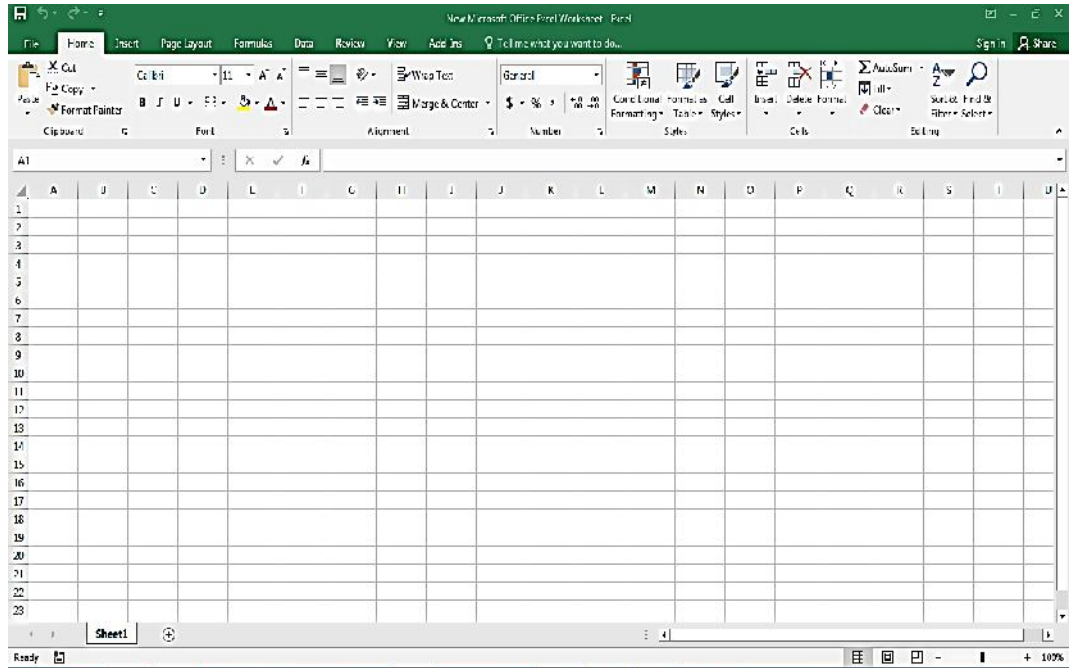 New Microsoft Office Excel Worksheet - Excel
File Home Insert Page Layout Formulas Data Review View Add-Ins Tell me what you want to do... Sign in Share
Paste
Cut
Copy
Format Painter
Calibri 11 A A
B I U A
Wrap Text
Merge & Center
General
$ % ,
Conditional Formatting
Format as Table
Cell Styles
Insert Delete Format
AutoSum
Fill
Clear
Sort & Filter
Find & Select
Clipboard Font Alignment Number Styles Cells Editing
A1 fx
A B C D E F G H I J K L M N O P Q R S T U
1
2
3
4
5
6
7
8
9
10
11
12
13
14
15
16
17
18
19
20
21
22
23
Sheet1
Ready 100%